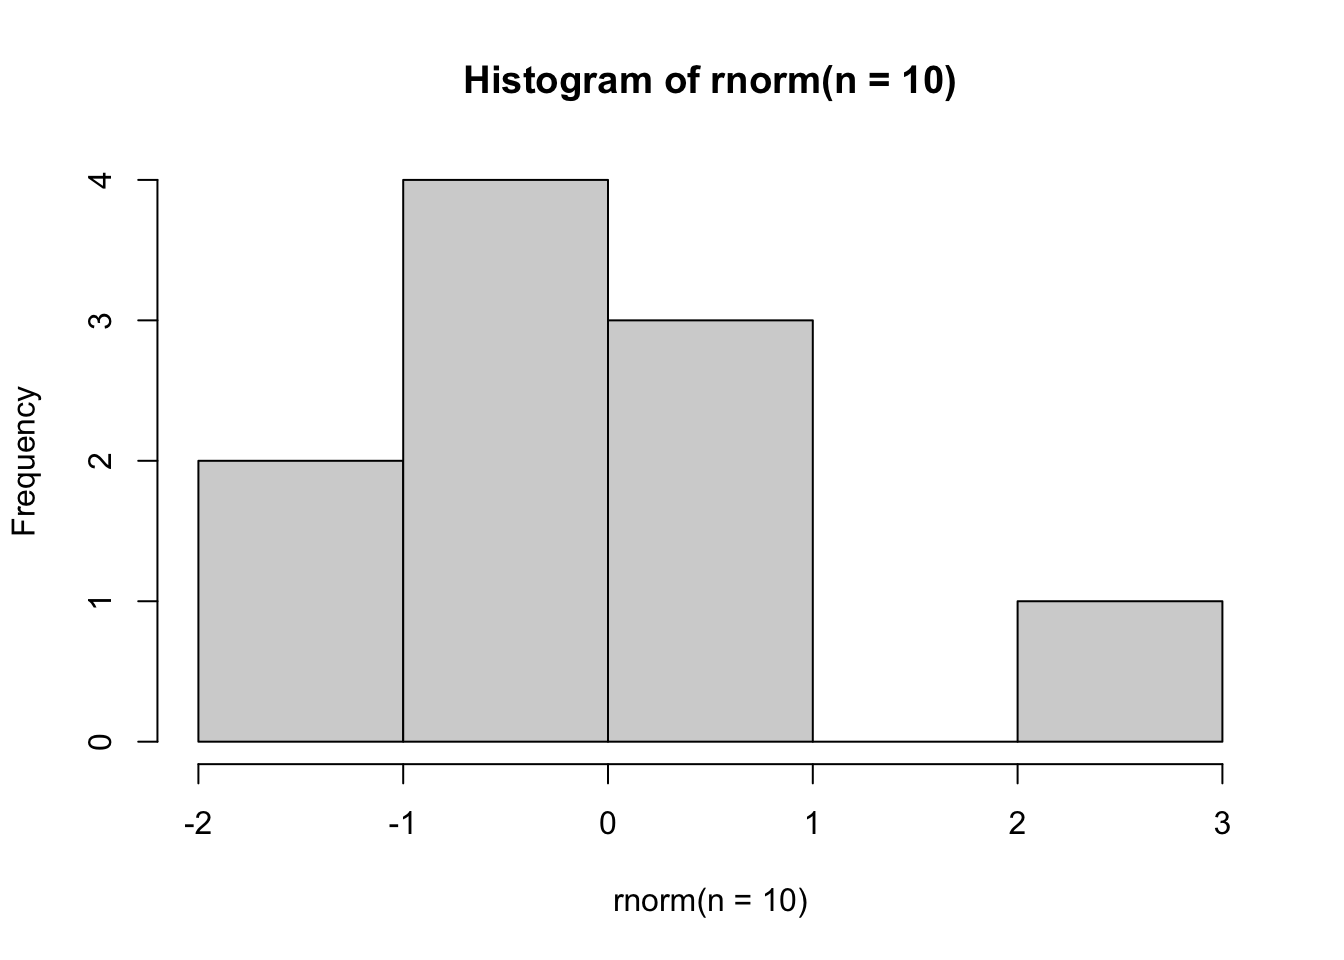 Histogram of rnorm(n = 10)
4
3
2
1
0
Frequency
-2 -1 0 1 2 3
rnorm(n = 10)